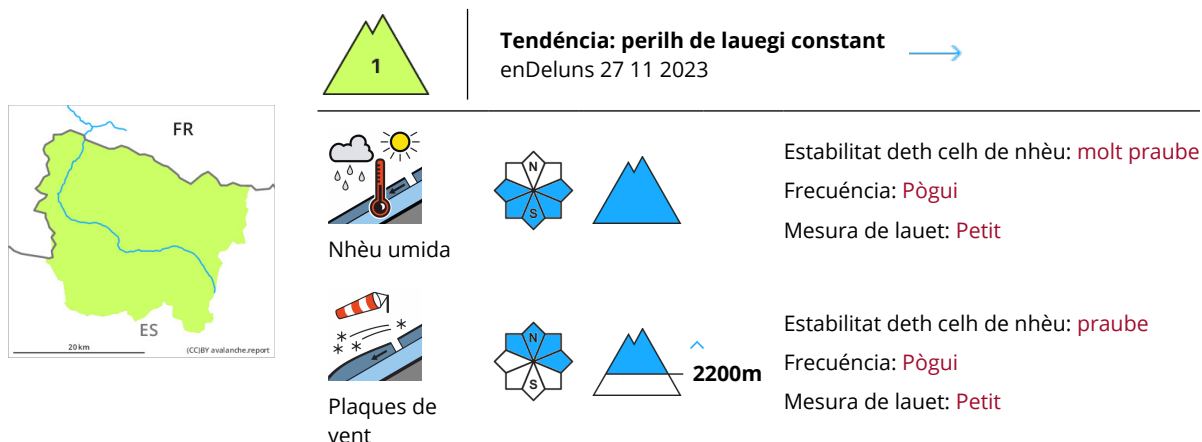 1
Tendéncia: perilh de lauegi constant
enDeluns 27 11 2023
FR
ES
20 km
(CC)BY avalanche.report
Nhèu umida
N
S
Estabilitat deth celh de nhèu: molt praube
Frecuéncia: Pògui
Mesura de lauet: Petit
Plaques de
vent
N
S
2200m
Estabilitat deth celh de nhèu: praube
Frecuéncia: Pògui
Mesura de lauet: Petit